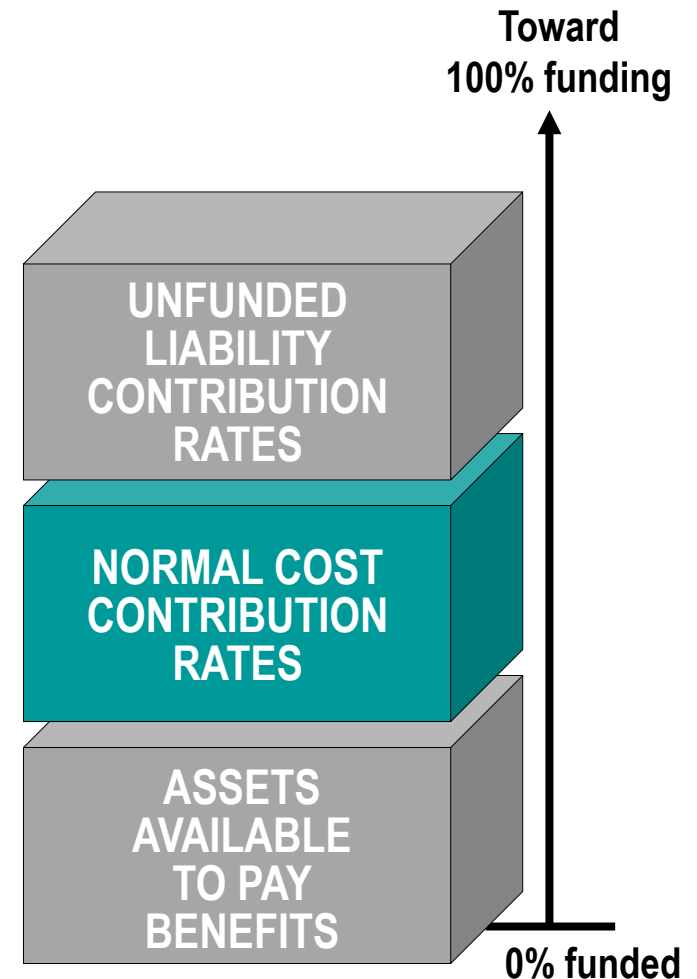 Toward
100% funding
UNFUNDED
LIABILITY
CONTRIBUTION
RATES
NORMAL COST
CONTRIBUTION
RATES
ASSETS
AVAILABLE
TO PAY
BENEFITS
0% funded